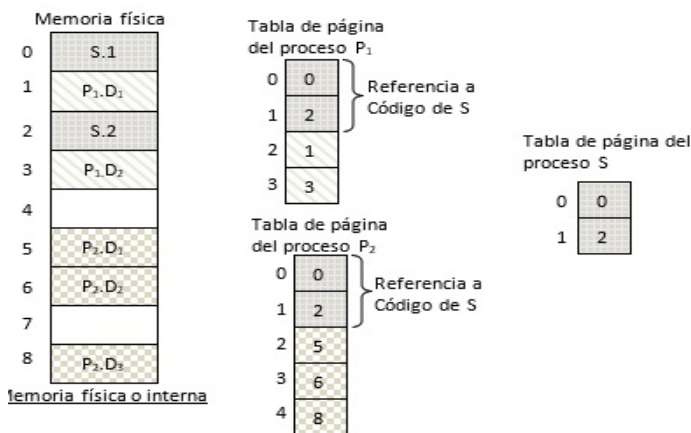 Memoria física
0 S.1
1 P₁.D₁
2 S.2
3 P₁.D₂
4
5 P₂.D₁
6 P₂.D₂
7
8 P₂.D₃
Memoria física o interna
Tabla de página
del proceso P₁
0 0
1 2
2 1
3 3
Referencia a
Código de S
Tabla de página
del proceso P₂
0 0
1 2
2 5
3 6
4 8
Referencia a
Código de S
Tabla de página del
proceso S
0 0
1 2